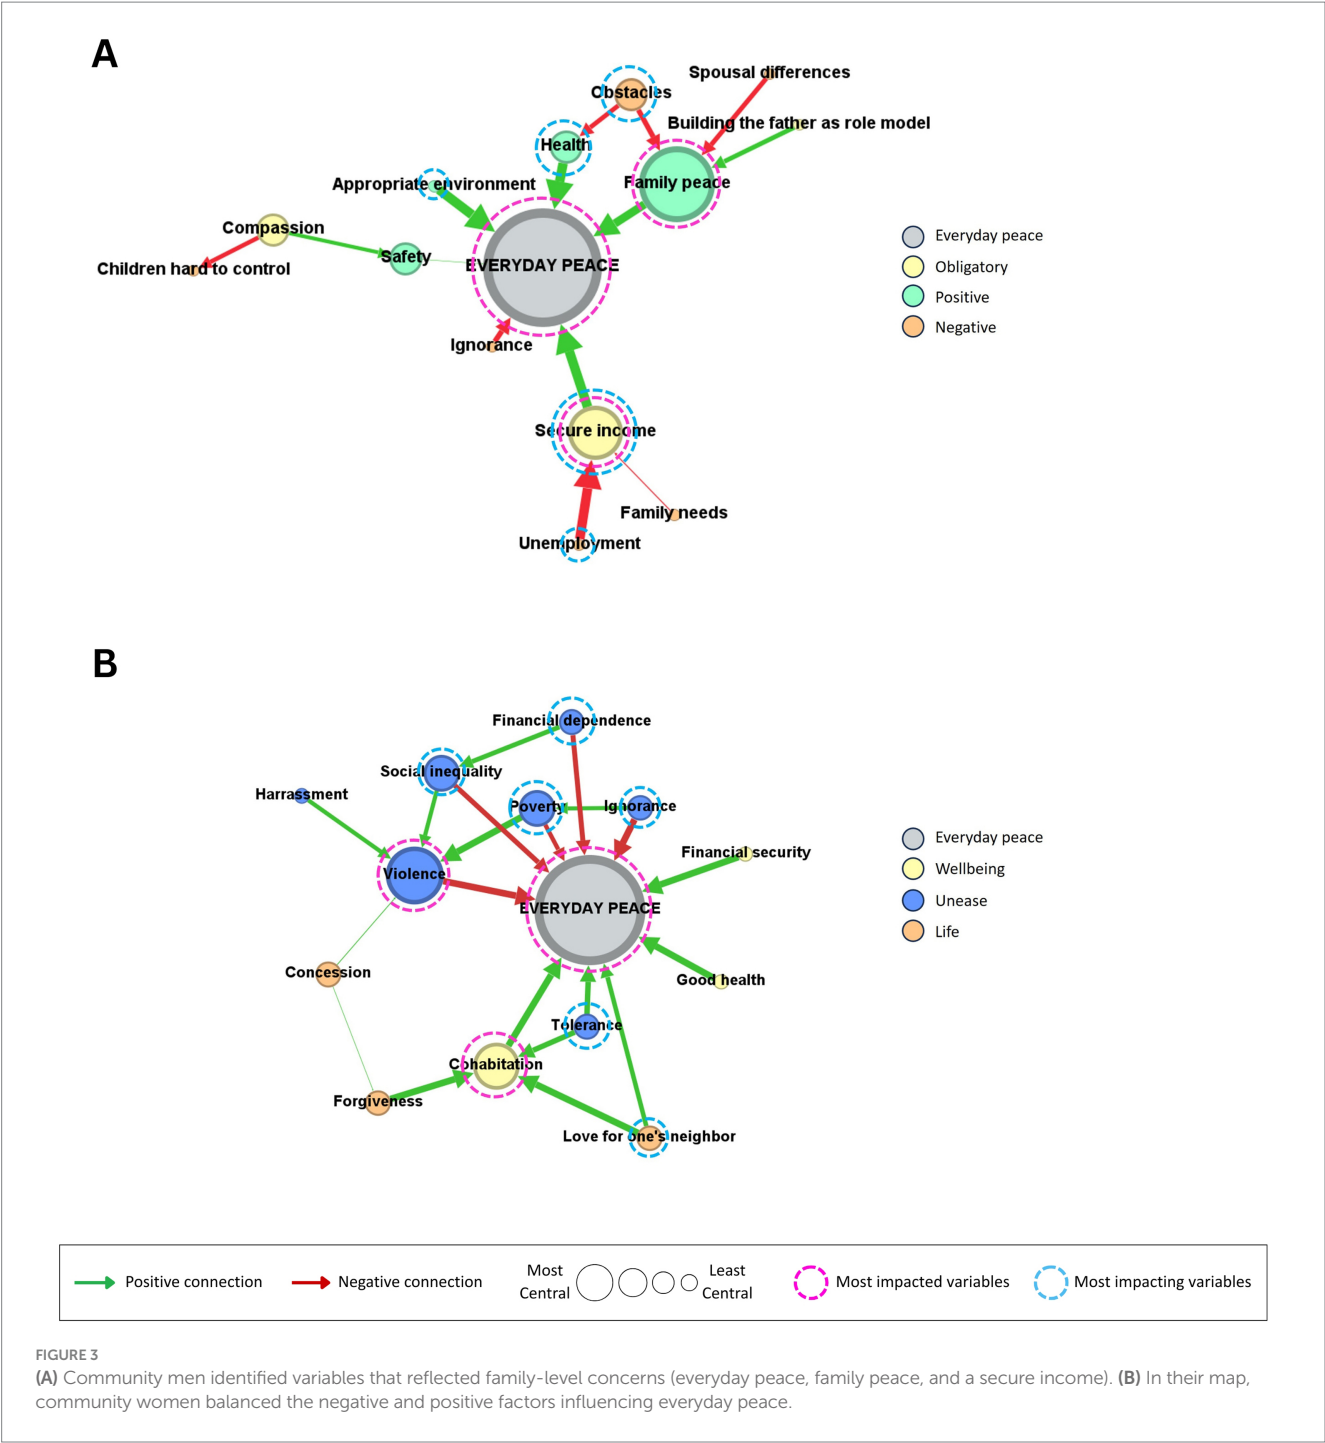 A
Spousal differences
Obstacles
Building the father as role model
Health
Family peace
Appropriate environment
Compassion
Safety
Children hard to control
EVERYDAY PEACE
Ignorance
Secure income
Family needs
Unemployment
Everyday peace
Obligatory
Positive
Negative
B
Financial dependence
Social inequality
Harrassment
Poverty
Ignorance
Financial security
Violence
EVERYDAY PEACE
Concession
Good health
Tolerance
Cohabitation
Forgiveness
Love for one's neighbor
Everyday peace
Wellbeing
Unease
Life
Positive connection
Negative connection
Most
Central
Least
Central
Most impacted variables
Most impacting variables
FIGURE 3
(A) Community men identified variables that reflected family-level concerns (everyday peace, family peace, and a secure income). (B) In their map,
community women balanced the negative and positive factors influencing everyday peace.